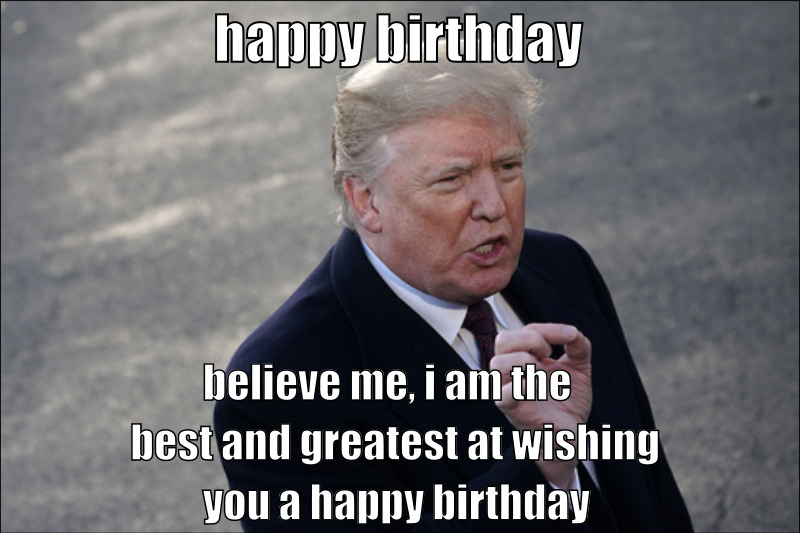 happy birthday
believe me, i am the
best and greatest at wishing
you a happy birthday